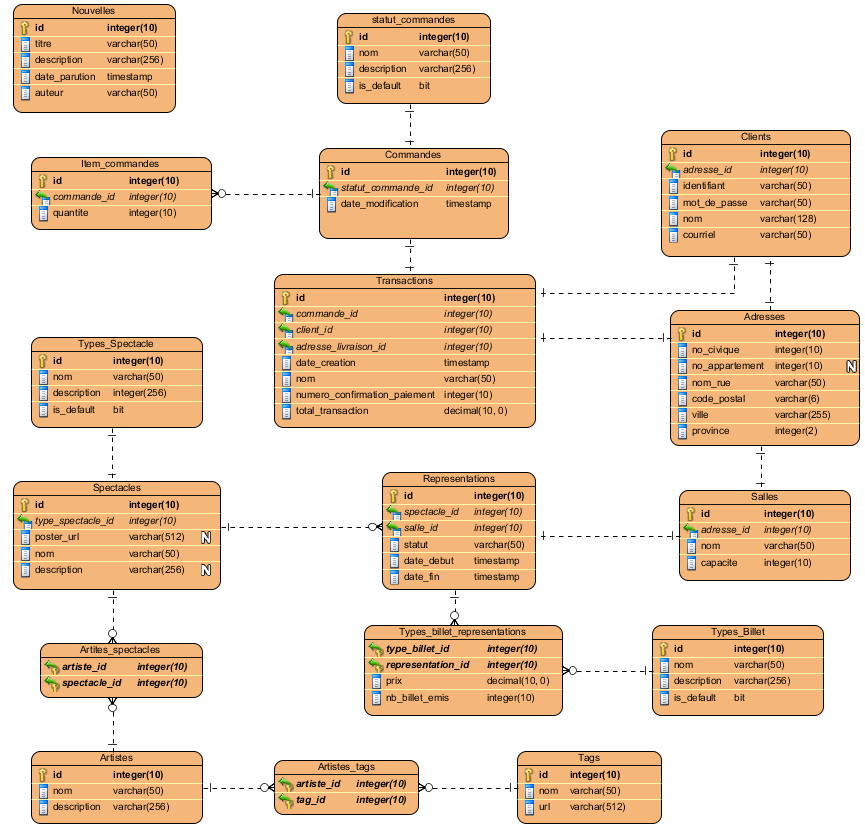 Nouvelles
id integer(10)
titre varchar(50)
description varchar(256)
date_parution timestamp
auteur varchar(50)
statut_commandes
id integer(10)
nom varchar(50)
description varchar(256)
is_default bit
Item_commandes
id integer(10)
commande_id integer(10)
quantite integer(10)
Commandes
id integer(10)
statut_commande_id integer(10)
date_modification timestamp
Clients
id integer(10)
adresse_id integer(10)
identifiant varchar(50)
mot_de_passe varchar(50)
nom varchar(128)
courriel varchar(50)
Transactions
id integer(10)
commande_id integer(10)
client_id integer(10)
adresse_livraison_id integer(10)
date_creation timestamp
nom varchar(50)
numero_confirmation_paiement integer(10)
total_transaction decimal(10, 0)
Adresses
id integer(10)
no_civique integer(10)
no_appartement integer(10) N
nom_rue varchar(50)
code_postal varchar(6)
ville varchar(255)
province integer(2)
Types_Spectacle
id integer(10)
nom varchar(50)
description integer(256)
is_default bit
Spectacles
id integer(10)
type_spectacle_id integer(10)
poster_url varchar(512) N
nom varchar(50)
description varchar(256) N
Representations
id integer(10)
spectacle_id integer(10)
salle_id integer(10)
statut varchar(50)
date_debut timestamp
date_fin timestamp
Salles
id integer(10)
adresse_id integer(10)
nom varchar(50)
capacite integer(10)
Artites_spectacles
artiste_id integer(10)
spectacle_id integer(10)
Types_billet_representations
type_billet_id integer(10)
representation_id integer(10)
prix decimal(10, 0)
nb_billet_emis integer(10)
Types_Billet
id integer(10)
nom varchar(50)
description varchar(256)
is_default bit
Artistes
id integer(10)
nom varchar(50)
description varchar(256)
Artistes_tags
artiste_id integer(10)
tag_id integer(10)
Tags
id integer(10)
nom varchar(50)
url varchar(512)